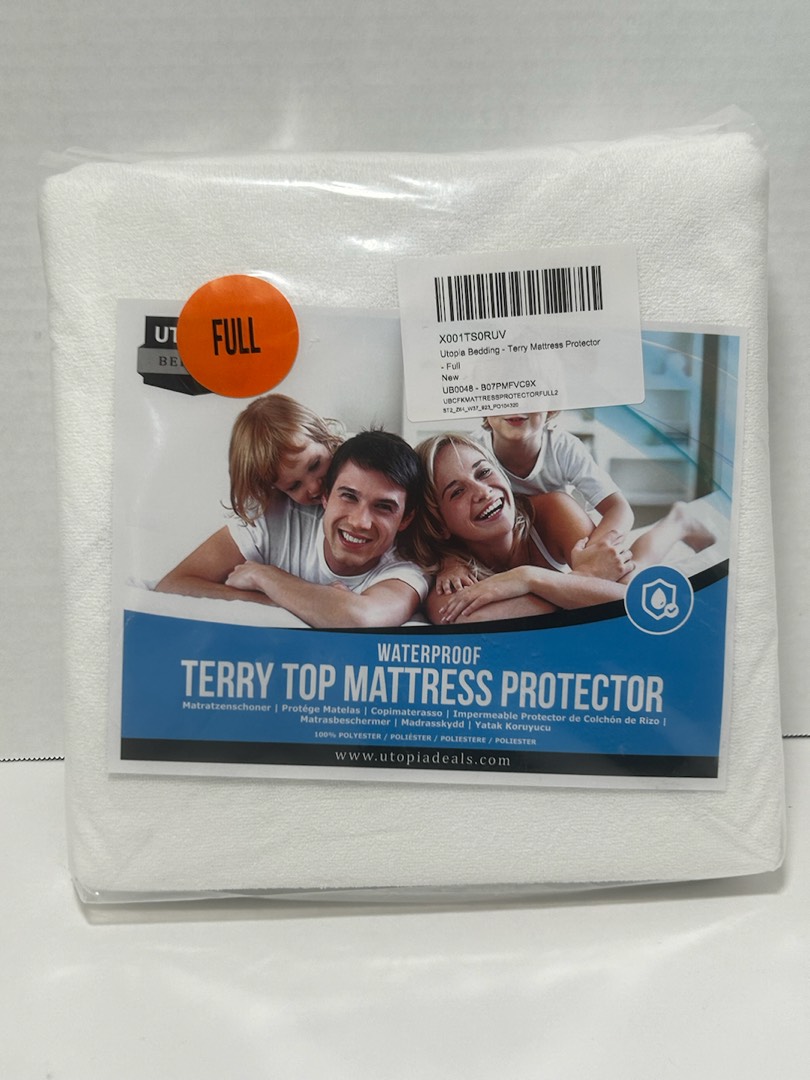 UT
BE
FULL
X001TS0RUV
Utopia Bedding - Terry Mattress Protector
- Full
New
UB0048 - B07PMFVC9X
UBCFKMATTRESSPROTECTORFULL2
WATERPROOF
TERRY TOP MATTRESS PROTECTOR
Matratzenschoner | Protége Matelas | Copimaterasso | Impermeable Protector de Colchón de Rizo |
Matrasbeschermer | Madrasskydd | Yatak Koruyucu
100% POLYESTER / POLIÉSTER / POLIESTERE / POLIESTER
www.utopiadeals.com